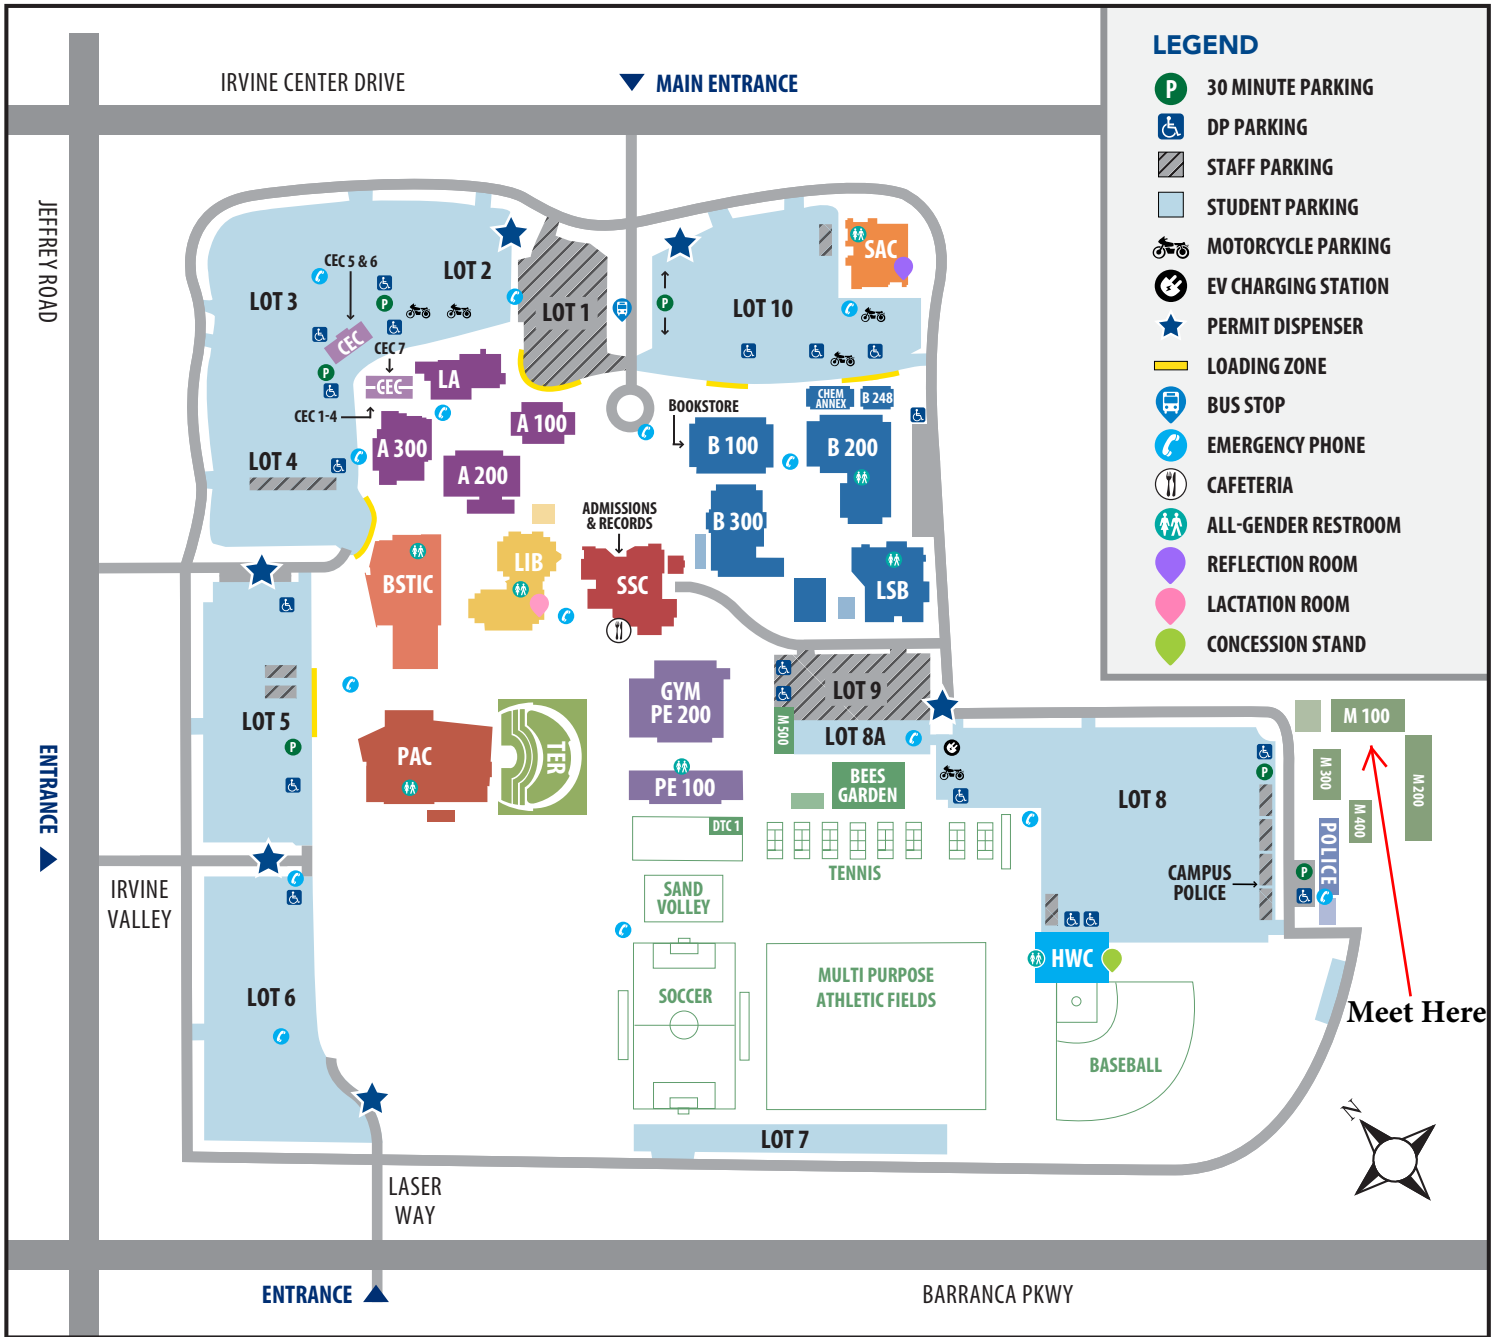 IRVINE CENTER DRIVE
MAIN ENTRANCE
JEFFREY ROAD
LEGEND
P 30 MINUTE PARKING
DP PARKING
STAFF PARKING
STUDENT PARKING
MOTORCYCLE PARKING
EV CHARGING STATION
PERMIT DISPENSER
LOADING ZONE
BUS STOP
EMERGENCY PHONE
CAFETERIA
ALL-GENDER RESTROOM
REFLECTION ROOM
LACTATION ROOM
CONCESSION STAND
SAC
CEC 5 & 6
LOT 2
LOT 3
P
LOT 1
P
LOT 10
CEC
CEC 7
P
LA
CEC
CEC 1-4
CHEM
ANNEX
B 248
BOOKSTORE
A 100
A 300
B 100
B 200
LOT 4
A 200
ADMISSIONS
& RECORDS
B 300
LIB
BSTIC
SSC
LSB
LOT 9
GYM
PE 200
LOT 5
M 500
LOT 8A
M 100
P
PAC
TER
P
M 300
M 200
BEES
GARDEN
PE 100
LOT 8
M 400
DTC 1
ENTRANCE
POLICE
TENNIS
CAMPUS
POLICE
P
IRVINE
VALLEY
SAND
VOLLEY
HWC
MULTI PURPOSE
ATHLETIC FIELDS
SOCCER
LOT 6
Meet Here
BASEBALL
N
LOT 7
LASER
WAY
ENTRANCE
BARRANCA PKWY